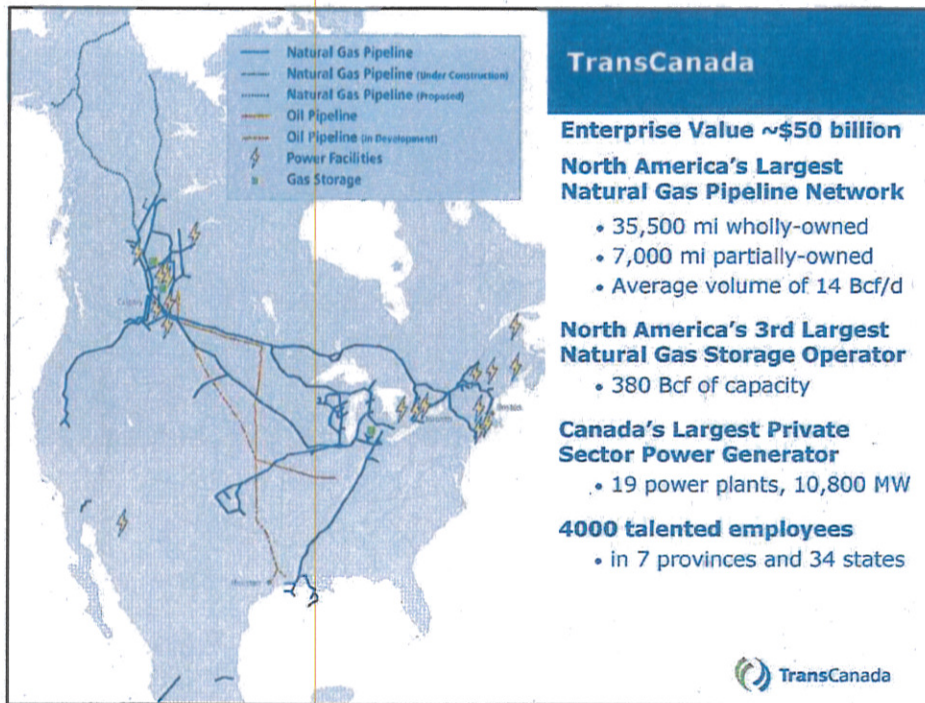 Natural Gas Pipeline
Natural Gas Pipeline (Under Construction)
Natural Gas Pipeline (Proposed)
Oil Pipeline
Oil Pipeline (In Development)
Power Facilities
Gas Storage
Calgary
Toronto
Boston
Houston
TransCanada
Enterprise Value ~$50 billion
North America's Largest
Natural Gas Pipeline Network
• 35,500 mi wholly-owned
• 7,000 mi partially-owned
• Average volume of 14 Bcf/d
North America's 3rd Largest
Natural Gas Storage Operator
• 380 Bcf of capacity
Canada's Largest Private
Sector Power Generator
• 19 power plants, 10,800 MW
4000 talented employees
• in 7 provinces and 34 states
TransCanada